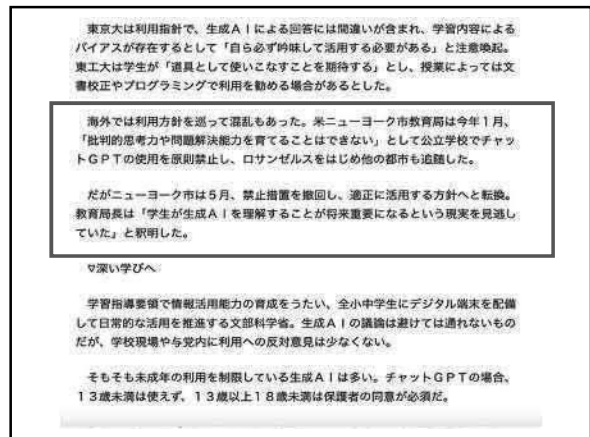 東京大は利用指針で、生成ＡＩによる回答には間違いが含まれ、学習内容による
バイアスが存在するとして「自ら必ず吟味して活用する必要がある」と注意喚起。
東工大は学生が「道具として使いこなすことを期待する」とし、授業によっては文
書校正やプログラミングで利用を勧める場合があるとした。
海外では利用方針を巡って混乱もあった。米ニューヨーク市教育局は今年１月、
「批判的思考力や問題解決能力を育てることはできない」として公立学校でチャッ
トＧＰＴの使用を原則禁止し、ロサンゼルスをはじめ他の都市も追随した。
だがニューヨーク市は５月、禁止措置を撤回し、適正に活用する方針へと転換。
教育局長は「学生が生成ＡＩを理解することが将来重要になるという現実を見逃し
ていた」と釈明した。
▽深い学びへ
学習指導要領で情報活用能力の育成をうたい、全小中学生にデジタル端末を配備
して日常的な活用を推進する文部科学省。生成ＡＩの議論は避けては通れないもの
だが、学校現場や与党内に利用への反対意見は少なくない。
そもそも未成年の利用を制限している生成ＡＩは多い。チャットＧＰＴの場合、
１３歳未満は使えず、１３歳以上１８歳未満は保護者の同意が必須だ。